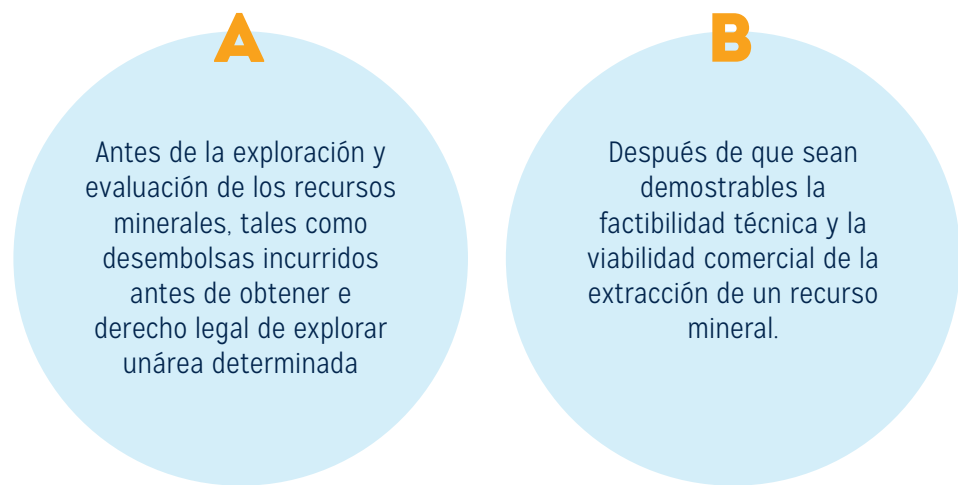 A
Antes de la exploración y
evaluación de los recursos
minerales, tales como
desembolsas incurridos
antes de obtener e
derecho legal de explorar
unárea determinada
B
Después de que sean
demostrables la
factibilidad técnica y la
viabilidad comercial de la
extracción de un recurso
mineral.